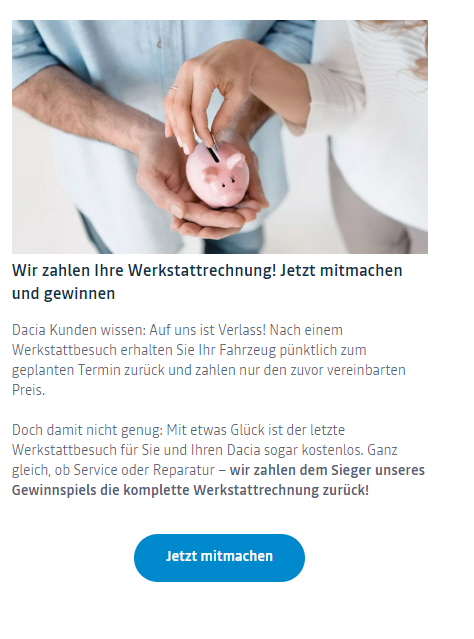 Wir zahlen Ihre Werkstattrechnung! Jetzt mitmachen
und gewinnen
Dacia Kunden wissen: Auf uns ist Verlass! Nach einem
Werkstattbesuch erhalten Sie Ihr Fahrzeug pünktlich zum
geplanten Termin zurück und zahlen nur den zuvor vereinbarten
Preis.
Doch damit nicht genug: Mit etwas Glück ist der letzte
Werkstattbesuch für Sie und Ihren Dacia sogar kostenlos. Ganz
gleich, ob Service oder Reparatur – wir zahlen dem Sieger unseres
Gewinnspiels die komplette Werkstattrechnung zurück!
Jetzt mitmachen